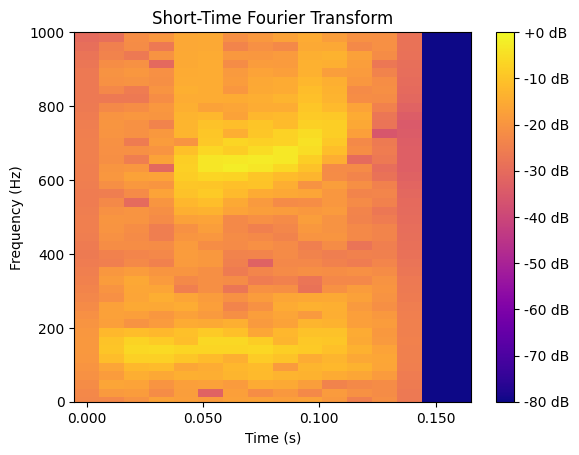 Short-Time Fourier Transform
1000
800
600
400
200
0
Frequency (Hz)
0.000
0.050
0.100
0.150
Time (s)
+0 dB
-10 dB
-20 dB
-30 dB
-40 dB
-50 dB
-60 dB
-70 dB
-80 dB